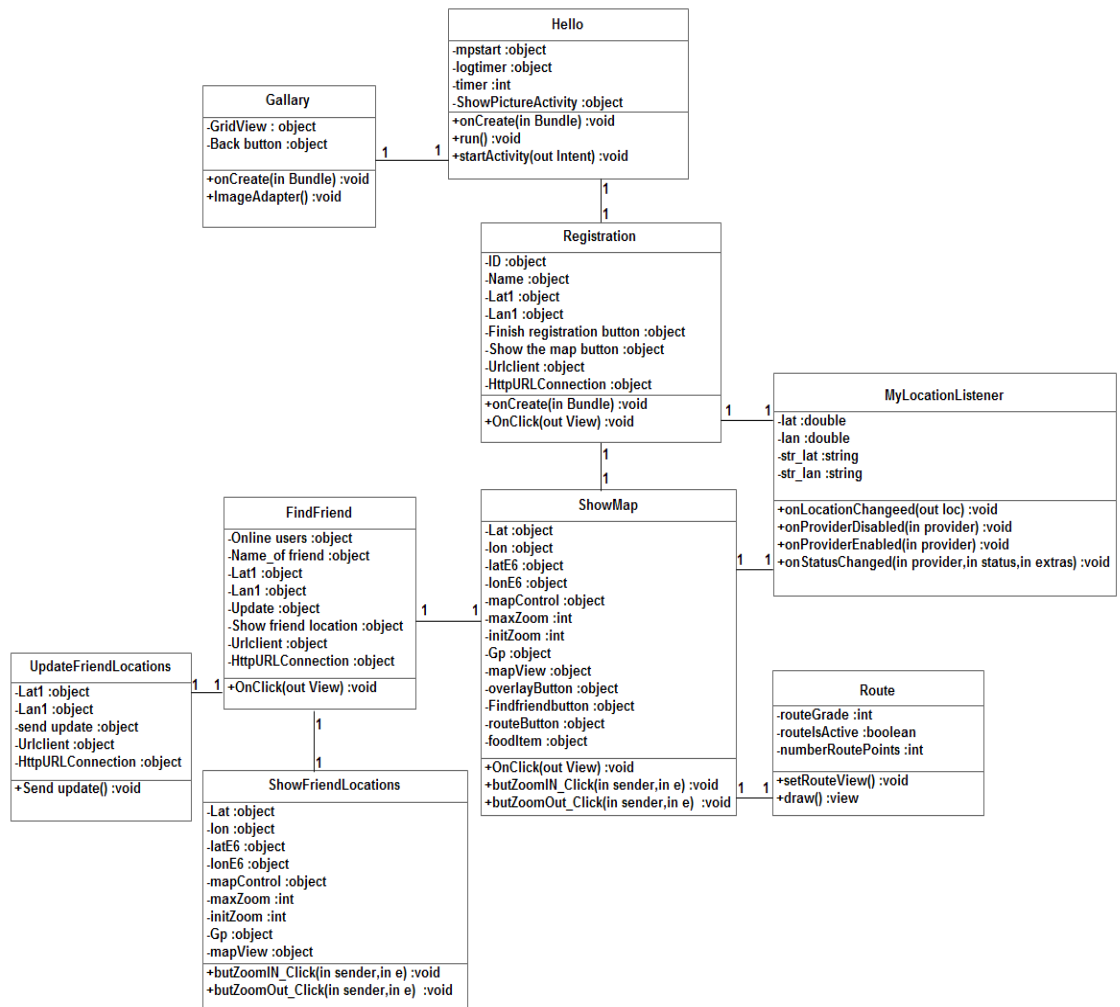 Hello
-mpstart :object
-logtimer :object
-timer :int
-ShowPictureActivity :object
+onCreate(in Bundle) :void
+run() :void
+startActivity(out Intent) :void
Gallary
-GridView : object
-Back button :object
+onCreate(in Bundle) :void
+ImageAdapter() :void
1
1
1
1
Registration
-ID :object
-Name :object
-Lat1 :object
-Lan1 :object
-Finish registration button :object
-Show the map button :object
-Urlclient :object
-HttpURLConnection :object
+onCreate(in Bundle) :void
+OnClick(out View) :void
1
1
MyLocationListener
-lat :double
-lan :double
-str_lat :string
-str_lan :string
+onLocationChangeed(out loc) :void
+onProviderDisabled(in provider) :void
+onProviderEnabled(in provider) :void
+onStatusChanged(in provider,in status,in extras) :void
1
1
ShowMap
-Lat :object
-lon :object
-latE6 :object
-lonE6 :object
-mapControl :object
-maxZoom :int
-initZoom :int
-Gp :object
-mapView :object
-overlayButton :object
-Findfriendbutton :object
-routeButton :object
-foodItem :object
+OnClick(out View) :void
+butZoomIN_Click(in sender,in e) :void
+butZoomOut_Click(in sender,in e) :void
1
1
FindFriend
-Online users :object
-Name_of friend :object
-Lat1 :object
-Lan1 :object
-Update :object
-Show friend location :object
-Urlclient :object
-HttpURLConnection :object
+OnClick(out View) :void
1
1
UpdateFriendLocations
-Lat1 :object
-Lan1 :object
-send update :object
-Urlclient :object
-HttpURLConnection :object
+Send update() :void
1
1
1
1
ShowFriendLocations
-Lat :object
-lon :object
-latE6 :object
-lonE6 :object
-mapControl :object
-maxZoom :int
-initZoom :int
-Gp :object
-mapView :object
+butZoomIN_Click(in sender,in e) :void
+butZoomOut_Click(in sender,in e) :void
1
1
Route
-routeGrade :int
-routeIsActive :boolean
-numberRoutePoints :int
+setRouteView() :void
+draw() :view